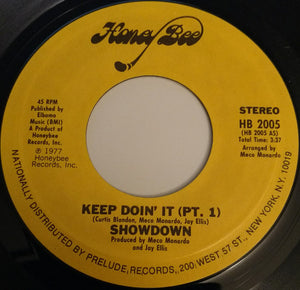 Honey Bee
45 RPM
Published by
Elbomo
Music (BMI)
A Product of
Honeybee
Records, Inc.
℗ 1977
Honeybee
Records, Inc.
STEREO
HB 2005
(HB 2005 AS)
Total Time: 3:37
Arranged by
Meco Monardo
KEEP DOIN' IT (PT. 1)
(Curtis Blandon, Meco Monardo, Jay Ellis)
SHOWDOWN
Produced by Meco Monardo
and Jay Ellis
NATIONALLY DISTRIBUTED BY PRELUDE, RECORDS, 200, WEST 57 ST., NEW YORK, N.Y. 10019